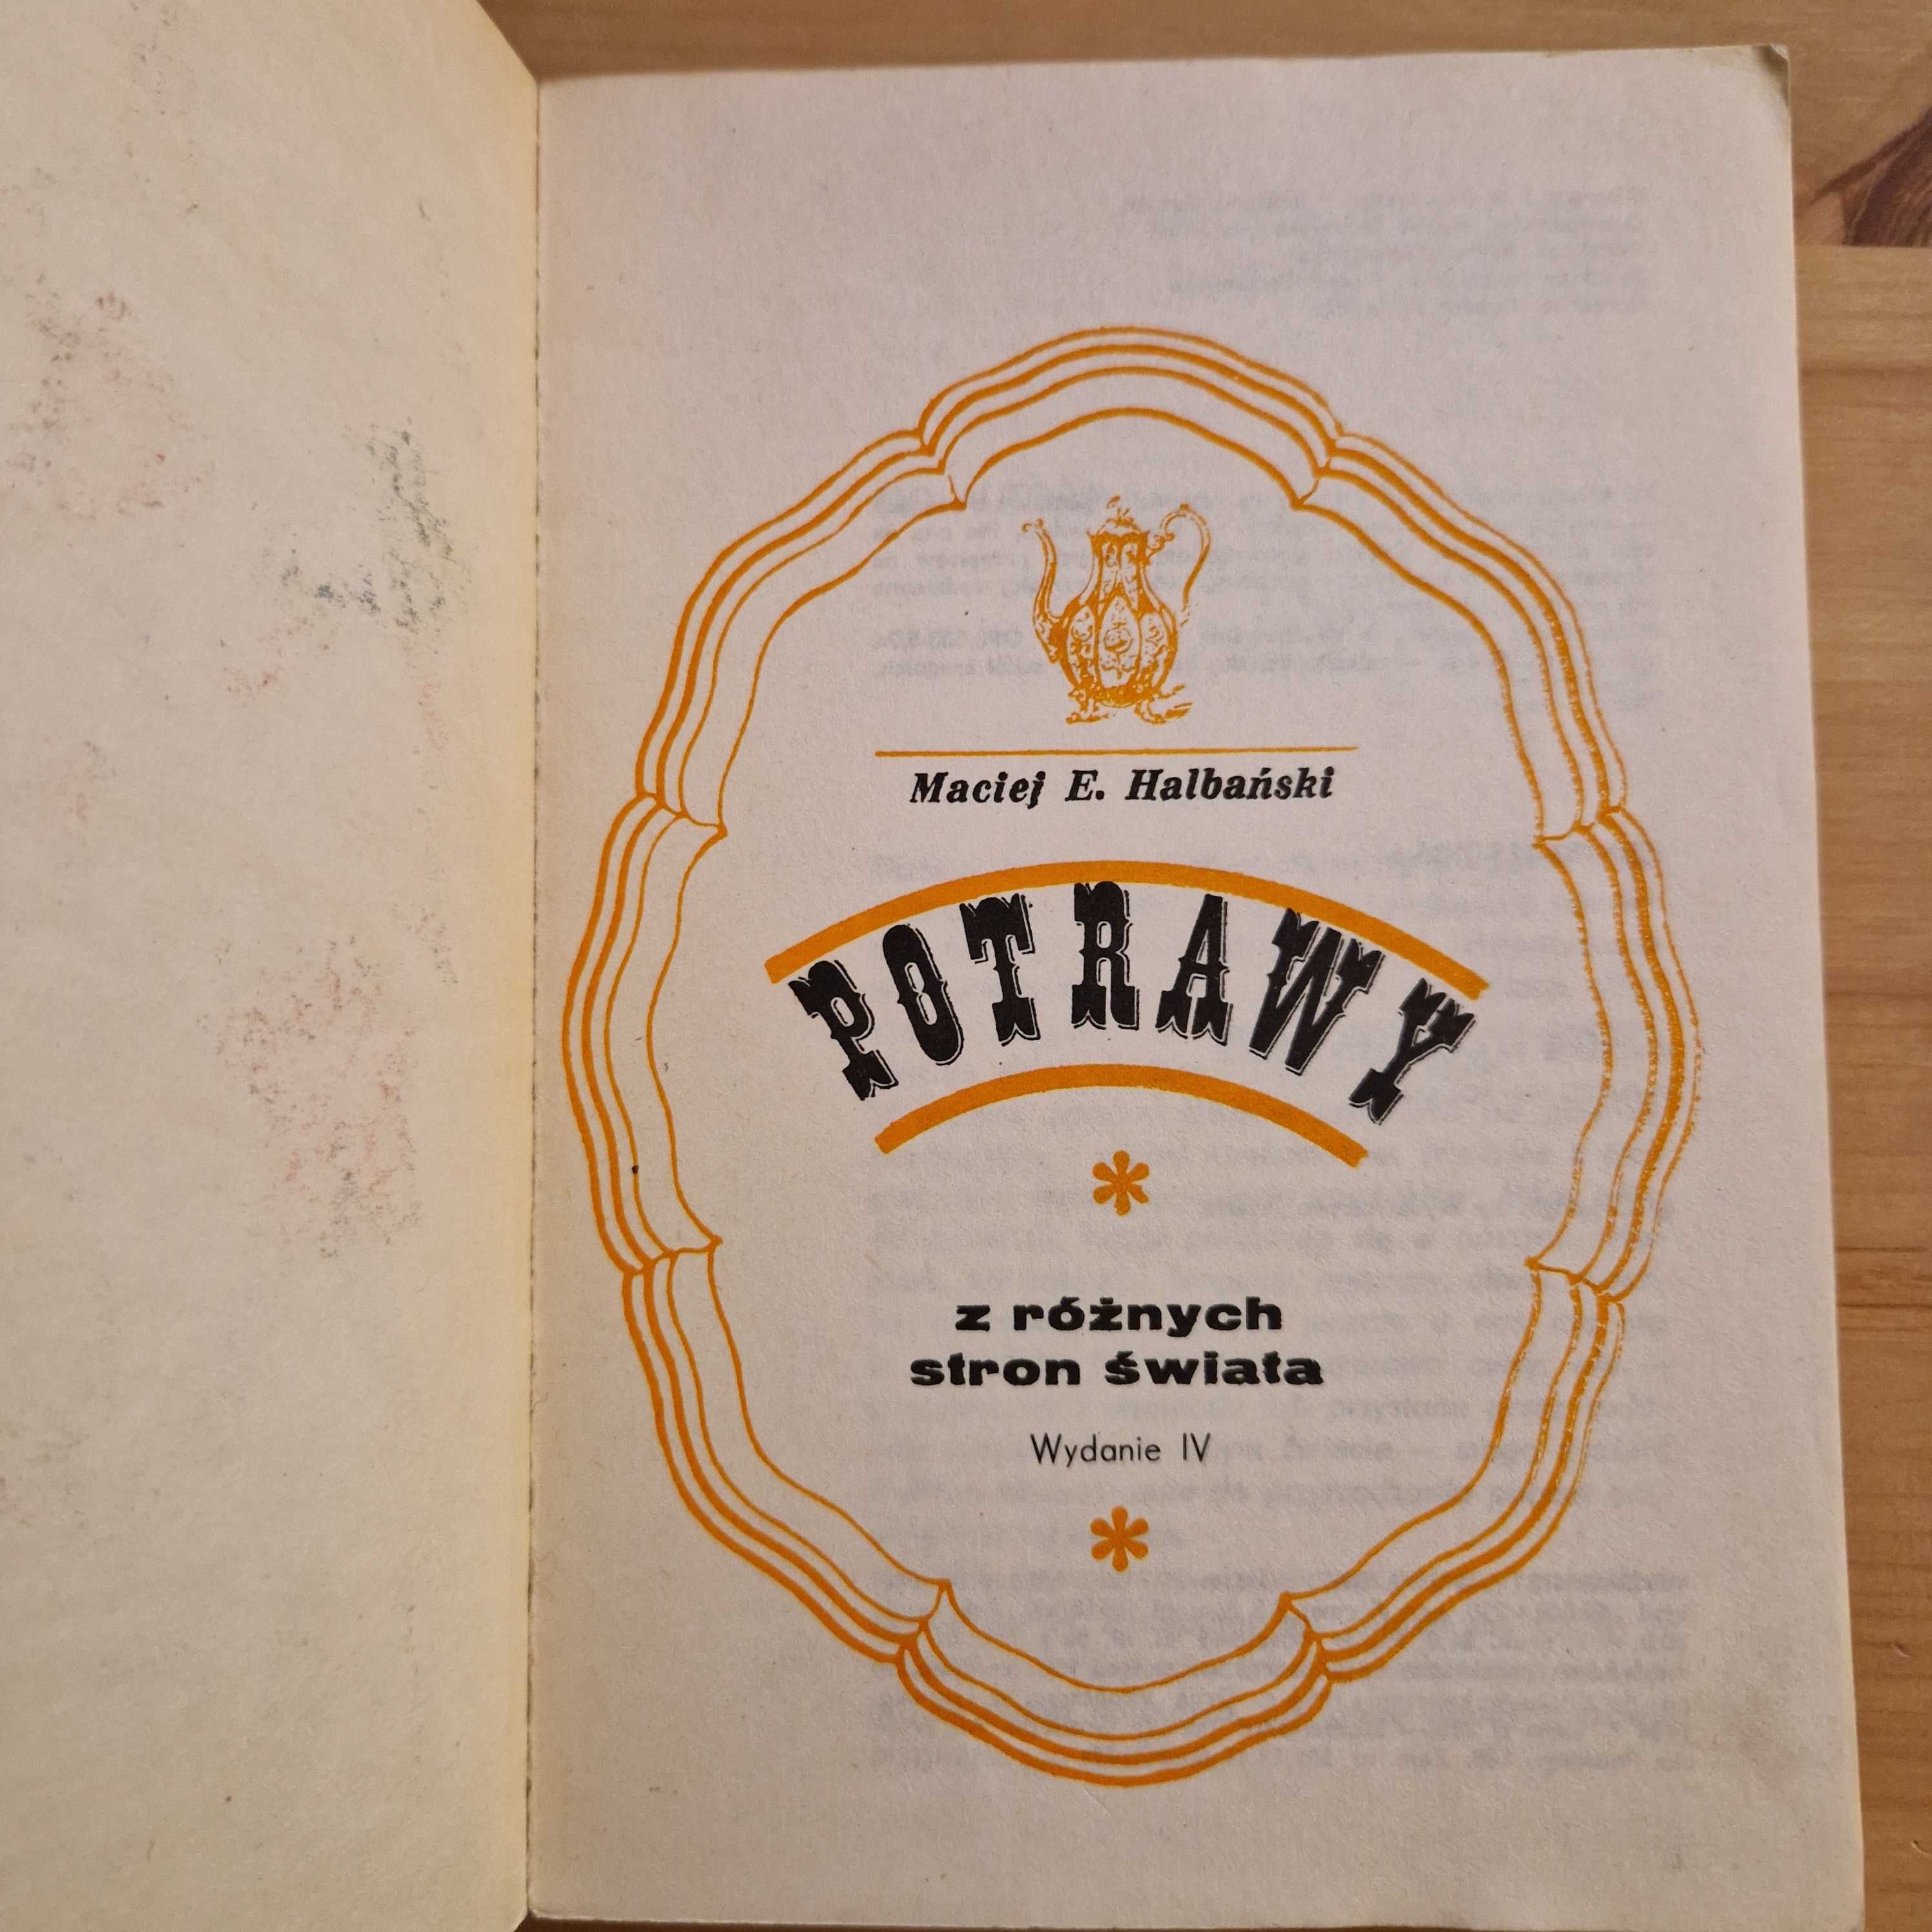 Maciej E. Halbański
POTRAWY
z różnych
stron świata
Wydanie IV